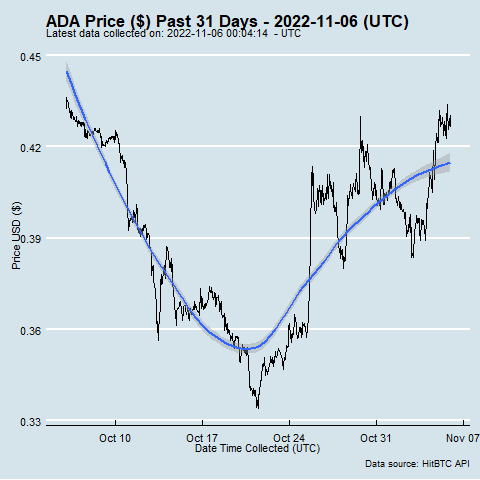 ADA Price ($) Past 31 Days - 2022-11-06 (UTC)
Latest data collected on: 2022-11-06 00:04:14 - UTC
0.45
0.42
0.39
0.36
0.33
Price USD ($)
Oct 10 Oct 17 Oct 24 Oct 31 Nov 07
Date Time Collected (UTC)
Data source: HitBTC API